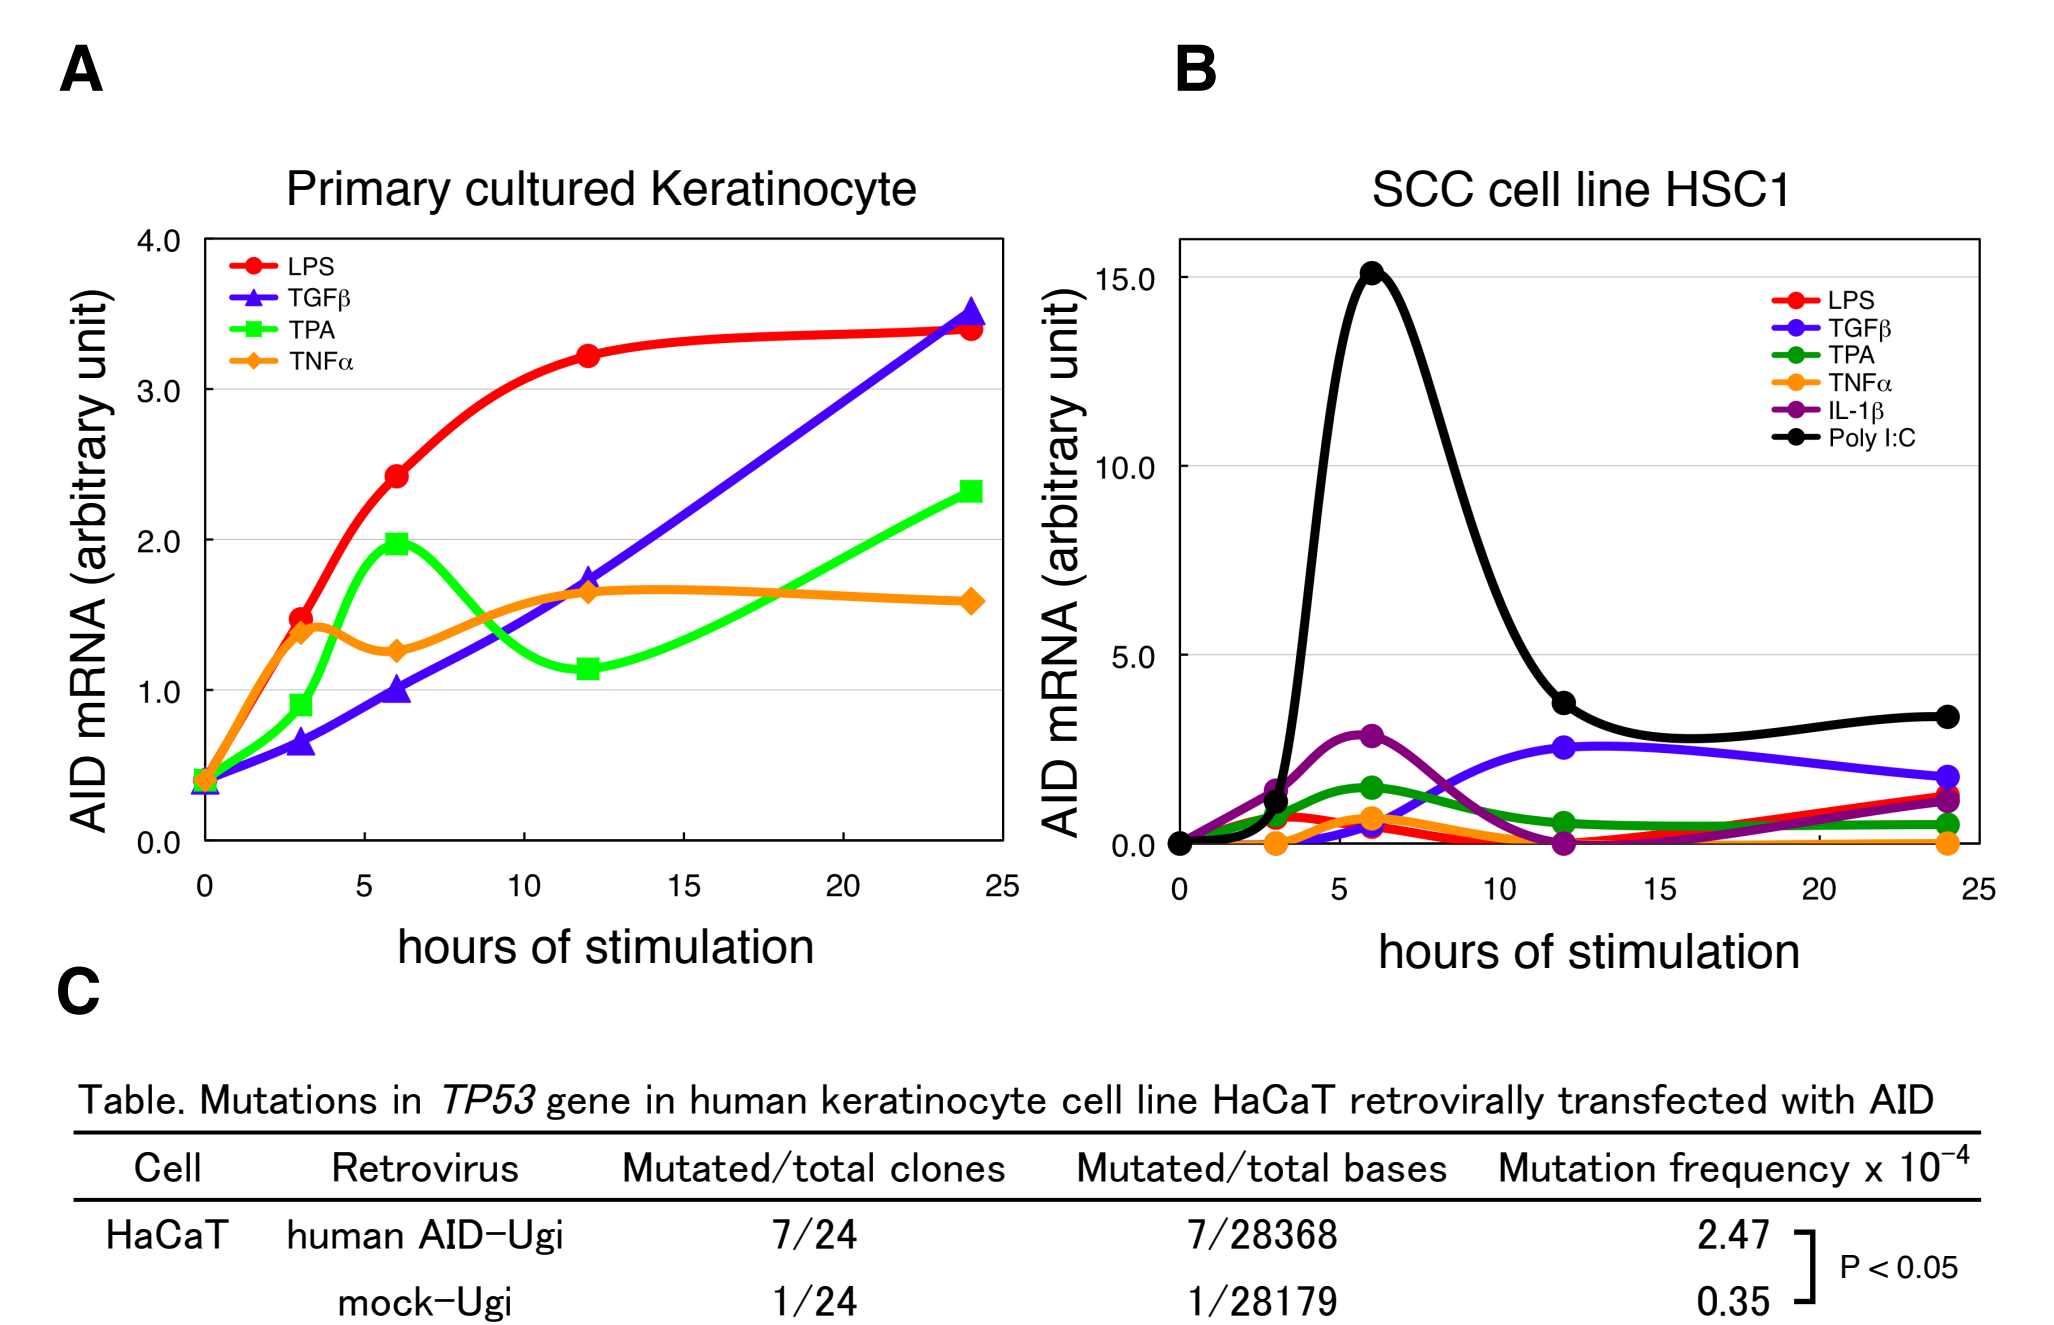 A
B
Primary cultured Keratinocyte
SCC cell line HSC1
AID mRNA (arbitrary unit)
4.0
3.0
2.0
1.0
0.0
LPS
TGFβ
TPA
TNFα
0 5 10 15 20 25
hours of stimulation
AID mRNA (arbitrary unit)
15.0
10.0
5.0
0.0
LPS
TGFβ
TPA
TNFα
IL-1β
Poly I:C
0 5 10 15 20 25
hours of stimulation
C
Table. Mutations in TP53 gene in human keratinocyte cell line HaCaT retrovirally transfected with AID
Cell Retrovirus Mutated/total clones Mutated/total bases Mutation frequency x 10⁻⁴
HaCaT human AID-Ugi 7/24 7/28368 2.47
P < 0.05
mock-Ugi 1/24 1/28179 0.35